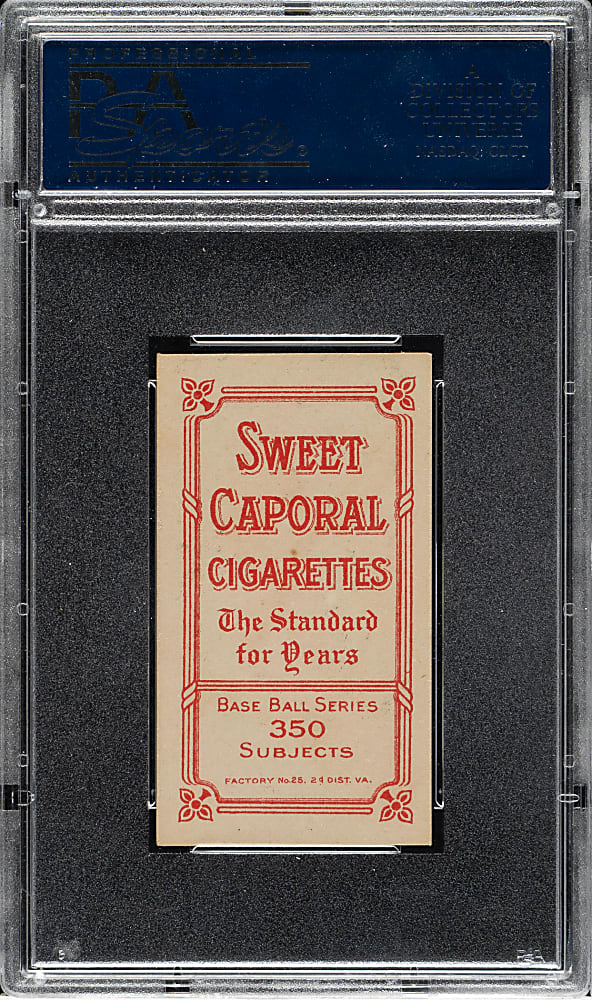 PROFESSIONAL
PSA
Sports®
AUTHENTICATOR
A
DIVISION OF
COLLECTORS
UNIVERSE
NASDAQ: CLCT
SWEET
CAPORAL
CIGARETTES
The Standard
for Years
BASE BALL SERIES
350
SUBJECTS
FACTORY No. 25, 2d DIST. VA.
PSA